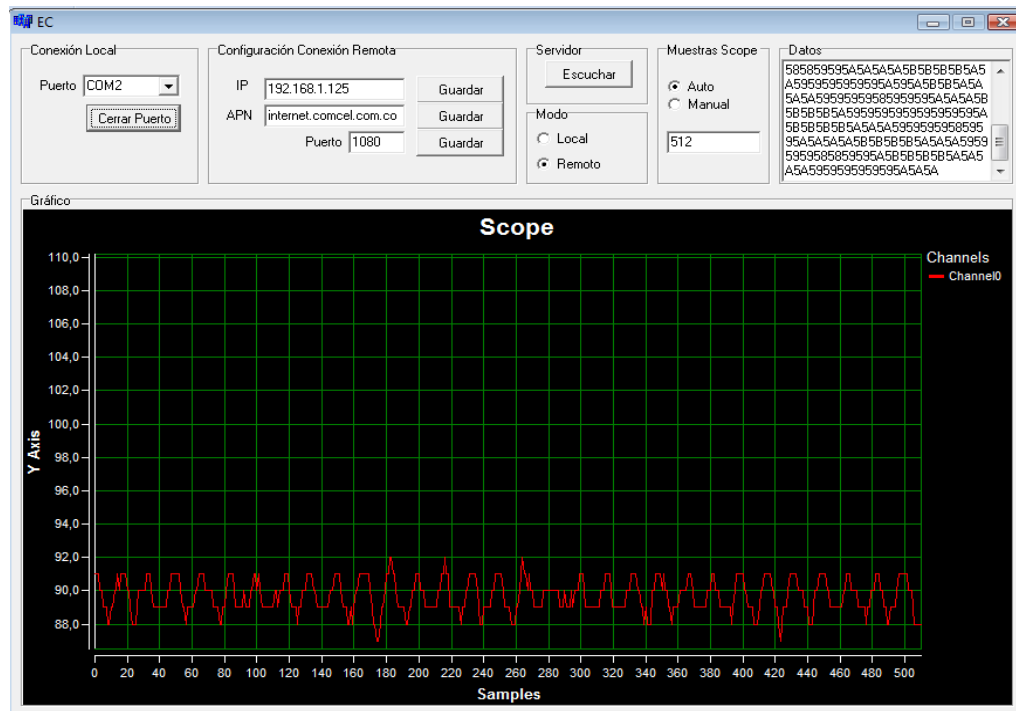 EC
Conexión Local
Puerto COM2
Cerrar Puerto
Configuración Conexión Remota
IP 192.168.1.125 Guardar
APN internet.comcel.com.co Guardar
Puerto 1080 Guardar
Servidor
Escuchar
Modo
Local
Remoto
Muestras Scope
Auto
Manual
512
Datos
585859595A5A5A5A5B5B5B5B5A5
A5959595959595A595A5B5B5A5A
5A5A59595959585959595A5A5A5B
5B5B5B5A5959595959595959595A
5B5B5B5B5A5A5A5959595958595
95A5A5A5A5B5B5B5B5A5A5A5959
5959585859595A5B5B5B5B5A5A5
A5A5959595959595A5A5A
Gráfico
Scope
110,0
108,0
106,0
104,0
102,0
100,0
98,0
96,0
94,0
92,0
90,0
88,0
Y Axis
0 20 40 60 80 100 120 140 160 180 200 220 240 260 280 300 320 340 360 380 400 420 440 460 480 500
Samples
Channels
Channel0